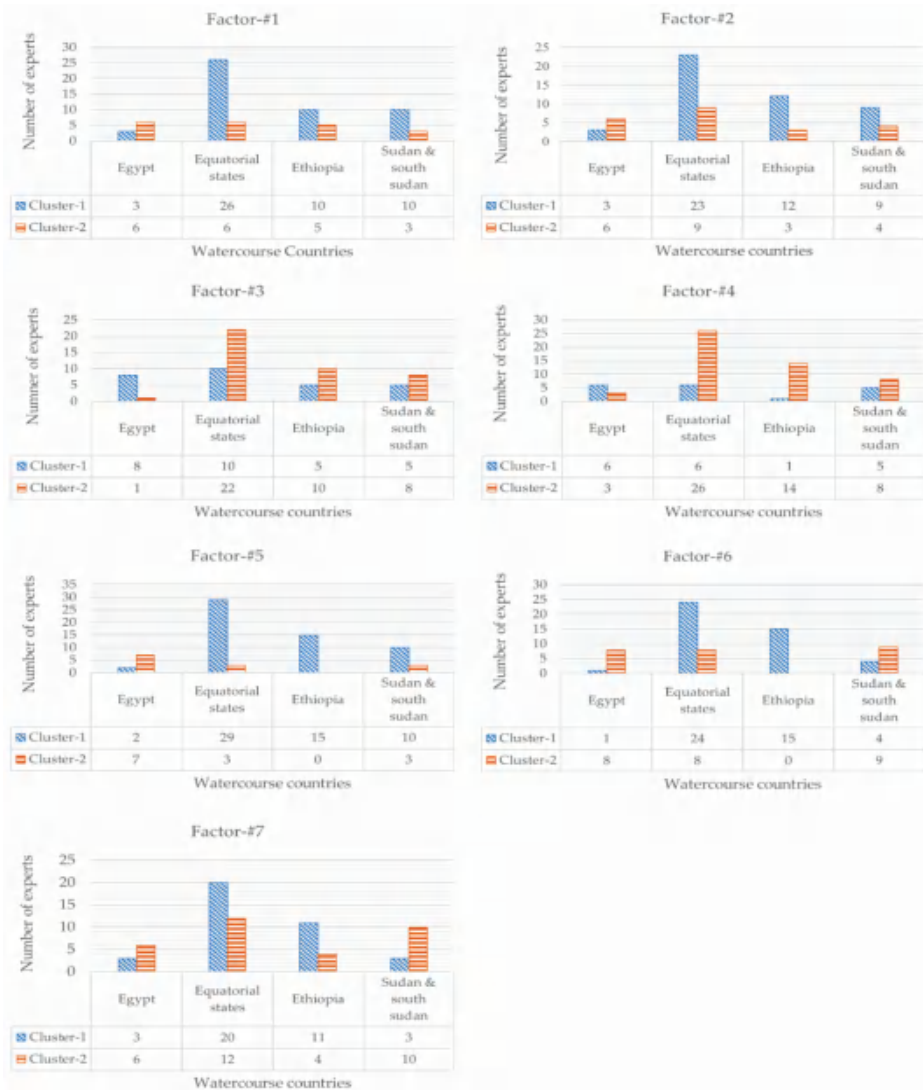 Factor-#1
Number of experts
30
25
20
15
10
5
0
Egypt Equatorial states Ethiopia Sudan & south sudan
Cluster-1 3 26 10 10
Cluster-2 6 6 5 3
Watercourse Countries
Factor-#2
Number of experts
25
20
15
10
5
0
Egypt Equatorial states Ethiopia Sudan & south sudan
Cluster-1 3 23 12 9
Cluster-2 6 9 3 4
Watercourse countries
Factor-#3
Numner of experts
25
20
15
10
5
0
Egypt Equatorial states Ethiopia Sudan & south sudan
Cluster-1 8 10 5 5
Cluster-2 1 22 10 8
Watercourse countries
Factor-#4
Number of experts
30
25
20
15
10
5
0
Egypt Equatorial states Ethiopia Sudan & south sudan
Cluster-1 6 6 1 5
Cluster-2 3 26 14 8
Watercourse countries
Factor-#5
Number of experts
35
30
25
20
15
10
5
0
Egypt Equatorial states Ethiopia Sudan & south sudan
Cluster-1 2 29 15 10
Cluster-2 7 3 0 3
Watercourse countries
Factor-#6
Number of experts
30
25
20
15
10
5
0
Egypt Equatorial states Ethiopia Sudan & south sudan
Cluster-1 1 24 15 4
Cluster-2 8 8 0 9
Watercourse countries
Factor-#7
Number of experts
25
20
15
10
5
0
Egypt Equatorial states Ethiopia Sudan & south sudan
Cluster-1 3 20 11 3
Cluster-2 6 12 4 10
Watercourse countries